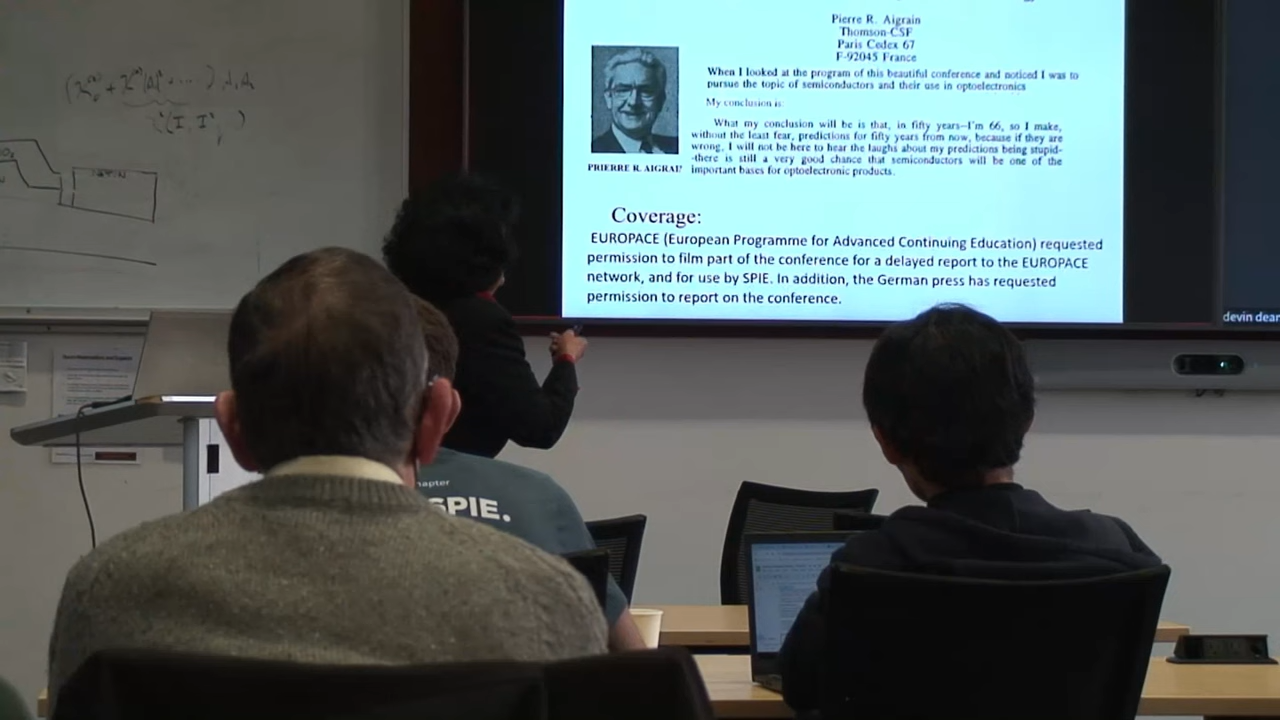 Pierre R. Aigrain
Thomson-CSF
Paris Cedex 67
F-92045 France
When I looked at the program of this beautiful conference and noticed I was to
pursue the topic of semiconductors and their use in optoelectronics
My conclusion is:
What my conclusion will be is that, in fifty years–I'm 66, so I make,
without the least fear, predictions for fifty years from now, because if they are
wrong, I will not be here to hear the laughs about my predictions being stupid-
-there is still a very good chance that semiconductors will be one of the
important bases for optoelectronic products.
PRIERRE R. AIGRAI
Coverage:
EUROPACE (European Programme for Advanced Continuing Education) requested
permission to film part of the conference for a delayed report to the EUROPACE
network, and for use by SPIE. In addition, the German press has requested
permission to report on the conference.
devin dear
hapter
SPIE.